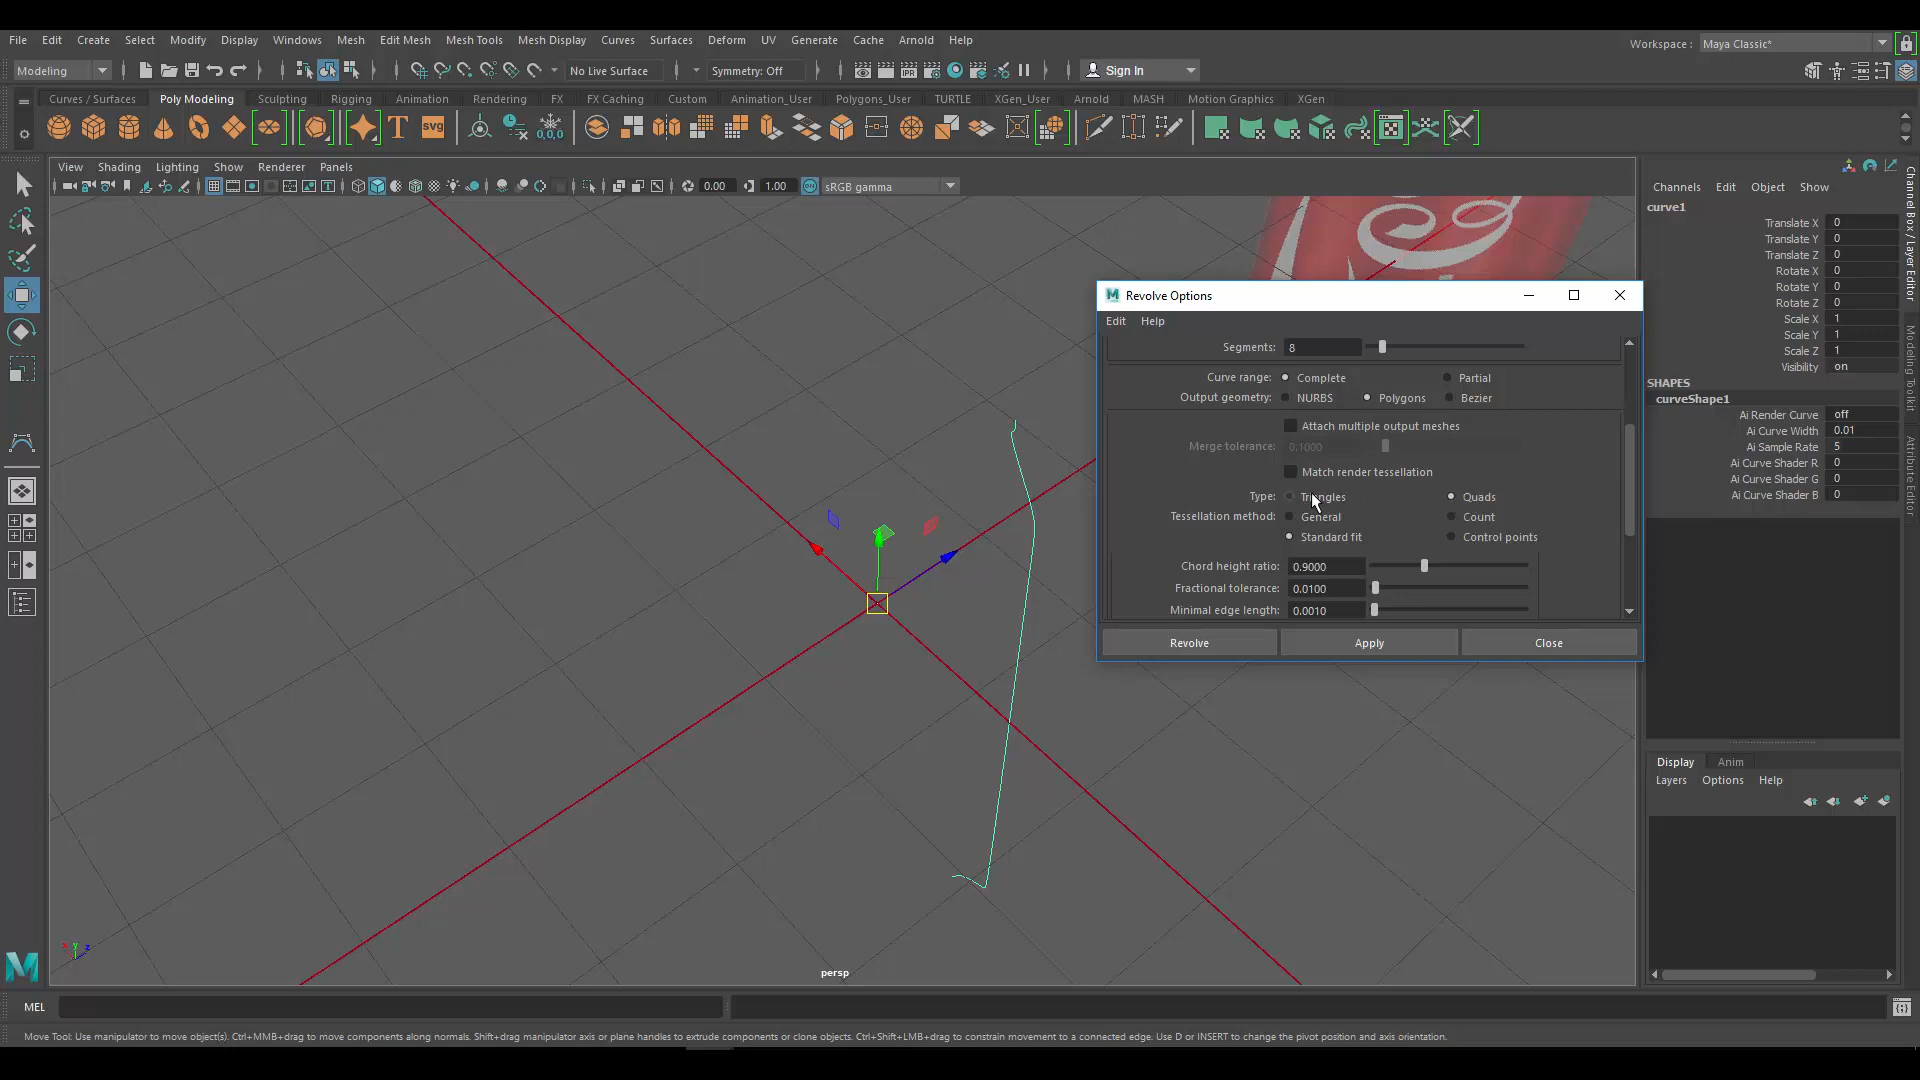 File Edit Create Select Modify Display Windows Mesh Edit Mesh Mesh Tools Mesh Display Curves Surfaces Deform UV Generate Cache Arnold Help
Workspace : Maya Classic*
Modeling No Live Surface Symmetry: Off Sign In
Curves / Surfaces Poly Modeling Sculpting Rigging Animation Rendering FX FX Caching Custom Animation_User Polygons_User TURTLE XGen_User Arnold MASH Motion Graphics XGen
T SVG 0,0,0
View Shading Lighting Show Renderer Panels
0.00 1.00 sRGB gamma
Channels Edit Object Show
curve1
Translate X 0
Translate Y 0
Translate Z 0
Rotate X 0
Rotate Y 0
Rotate Z 0
Scale X 1
Scale Y 1
Scale Z 1
Visibility on
SHAPES
curveShape1
Ai Render Curve off
Ai Curve Width 0.01
Ai Sample Rate 5
Ai Curve Shader R 0
Ai Curve Shader G 0
Ai Curve Shader B 0
Channel Box / Layer Editor
Modeling Toolkit
Attribute Editor
Revolve Options
Edit Help
Segments: 8
Curve range: Complete Partial
Output geometry: NURBS Polygons Bezier
Attach multiple output meshes
Merge tolerance: 0.1000
Match render tessellation
Type: Triangles Quads
Tessellation method: General Count
Standard fit Control points
Chord height ratio: 0.9000
Fractional tolerance: 0.0100
Minimal edge length: 0.0010
Revolve Apply Close
Display Anim
Layers Options Help
x y z
persp
MEL
Move Tool: Use manipulator to move object(s). Ctrl+MMB+drag to move components along normals. Shift+drag manipulator axis or plane handles to extrude components or clone objects. Ctrl+Shift+LMB+drag to constrain movement to a connected edge. Use D or INSERT to change the pivot position and axis orientation.